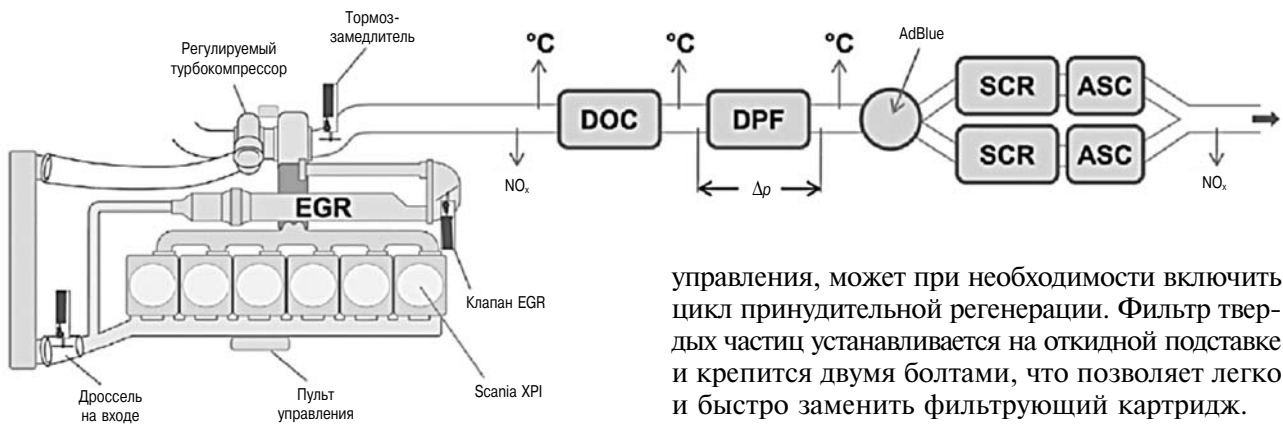 Тормоз-
замедлитель
Регулируемый
турбокомпрессор
°C
°C
°C
AdBlue
DOC
DPF
SCR
ASC
SCR
ASC
NOₓ
Δp
NOₓ
EGR
Клапан EGR
Scania XPI
Дроссель
на входе
Пульт
управления
управления, может при необходимости включить
цикл принудительной регенерации. Фильтр твер-
дых частиц устанавливается на откидной подставке
и крепится двумя болтами, что позволяет легко
и быстро заменить фильтрующий картридж.